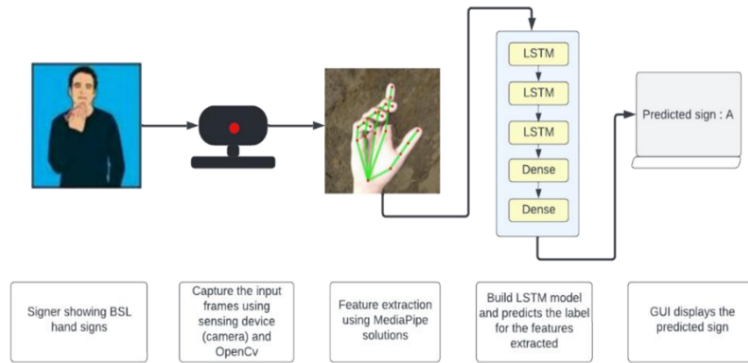 LSTM
LSTM
LSTM
Dense
Dense
Predicted sign : A
Signer showing BSL
hand signs
Capture the input
frames using
sensing device
(camera) and
OpenCv
Feature extraction
using MediaPipe
solutions
Build LSTM model
and predicts the label
for the features
extracted
GUI displays the
predicted sign